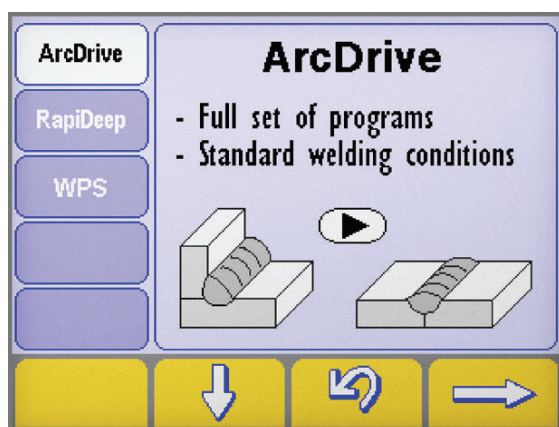 ArcDrive
RapiDeep
WPS
ArcDrive
- Full set of programs
- Standard welding conditions